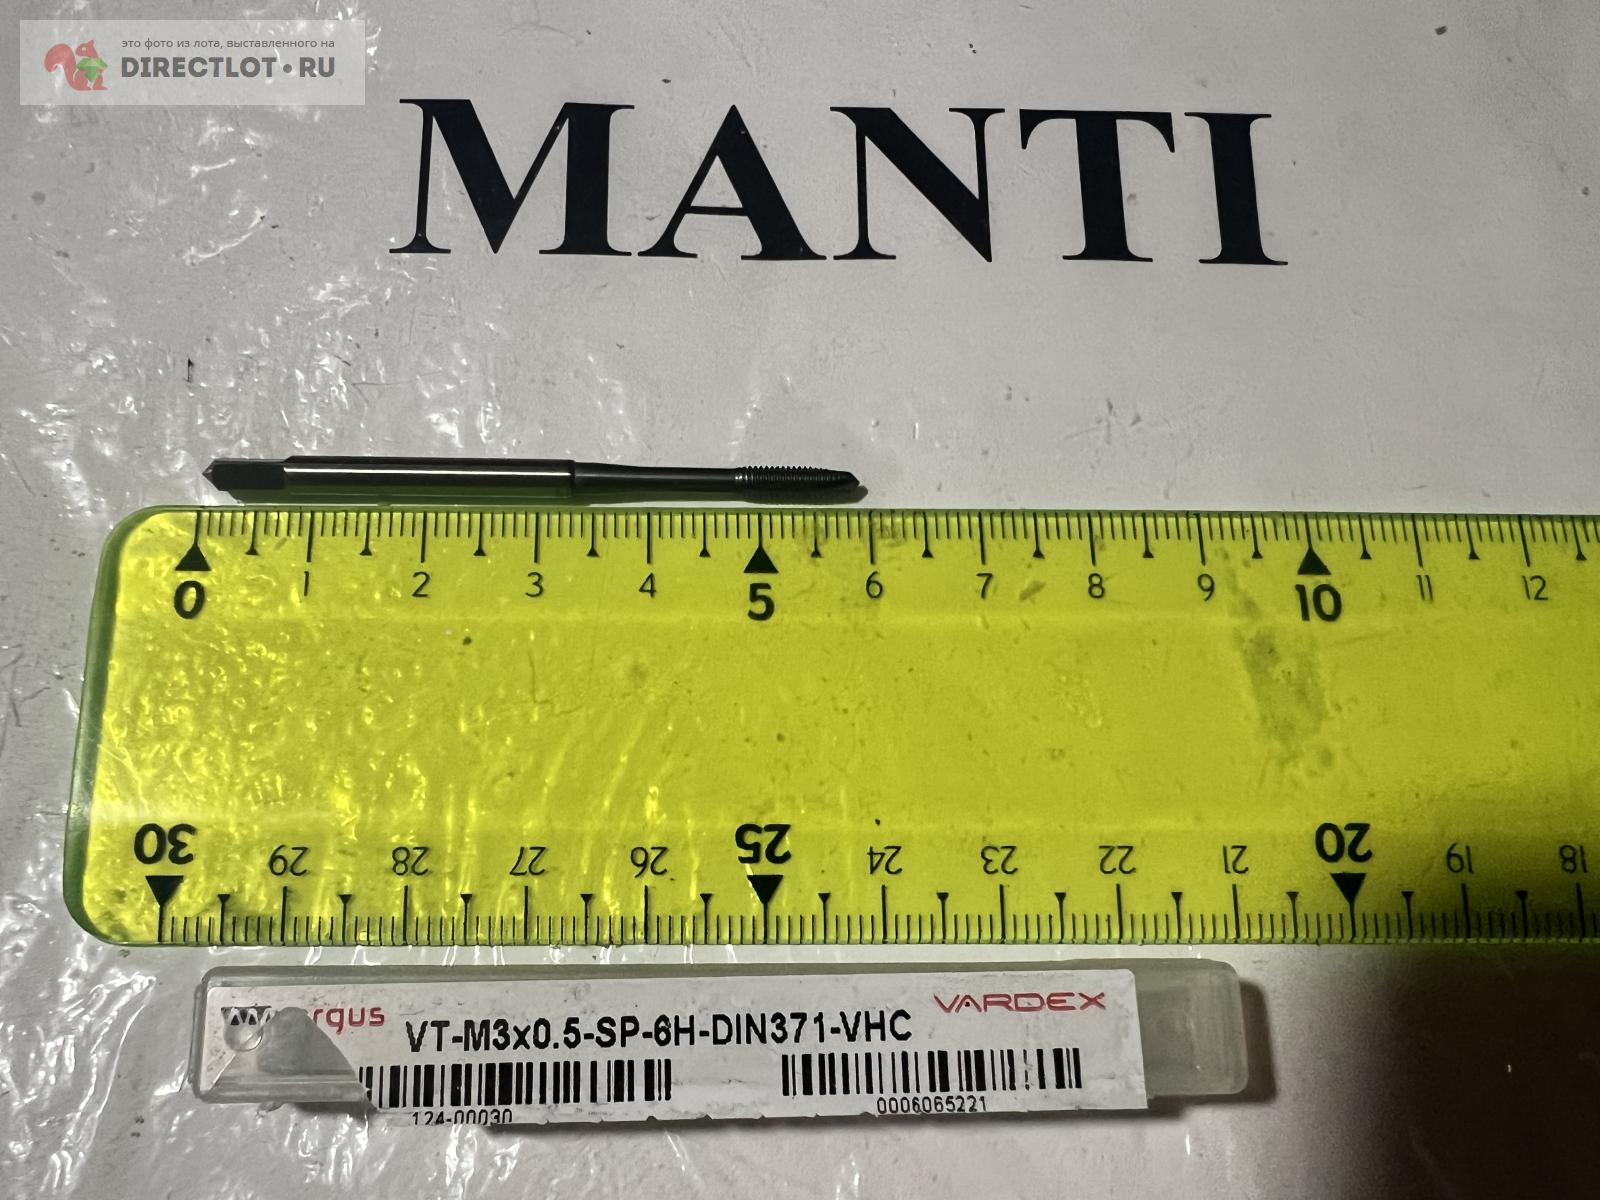 это фото из лота, выставленного на
DIRECTLOT•RU
MANTI
0 1 2 3 4 5 6 7 8 9 10 11 12
30 29 28 27 26 25 24 23 22 21 20 19 18
VARDEX
VT-M3x0.5-SP-6H-DIN371-VHC
124-00030
0006065221